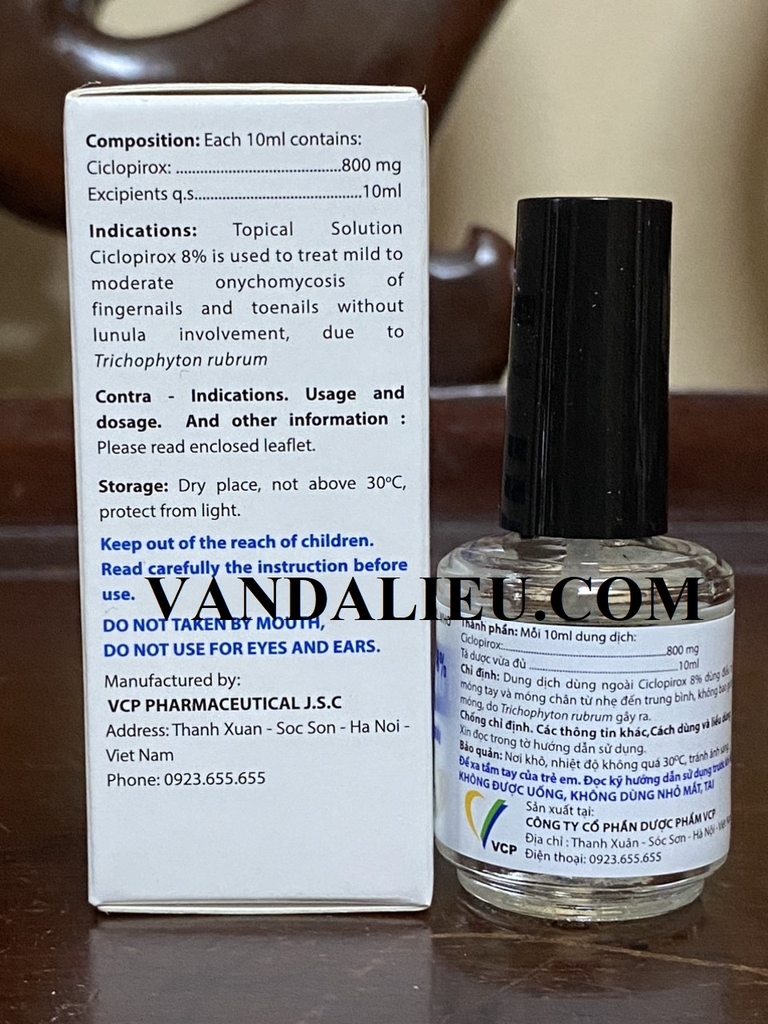 Composition: Each 10ml contains:
Ciclopirox: ..........................................800 mg
Excipients q.s..........................................10ml
Indications: Topical Solution
Ciclopirox 8% is used to treat mild to
moderate onychomycosis of
fingernails and toenails without
lunula involvement, due to
Trichophyton rubrum
Contra - Indications. Usage and
dosage. And other information :
Please read enclosed leaflet.
Storage: Dry place, not above 30ºC,
protect from light.
Keep out of the reach of children.
Read carefully the instruction before
use.
DO NOT TAKEN BY MOUTH,
DO NOT USE FOR EYES AND EARS.
Manufactured by:
VCP PHARMACEUTICAL J.S.C
Address: Thanh Xuan - Soc Son - Ha Noi -
Viet Nam
Phone: 0923.655.655
VANDALIEU.COM
Thành phần: Mỗi 10ml dung dịch:
Ciclopirox:..........................................800 mg
Tá dược vừa đủ ..........................................10ml
Chỉ định: Dung dịch dùng ngoài Ciclopirox 8% dùng
móng tay và móng chân từ nhẹ đến trung bình, không
móng, do Trichophyton rubrum gây ra.
Chống chỉ định. Các thông tin khác, Cách dùng và liều
Xin đọc trong tờ hướng dẫn sử dụng.
Bảo quản: Nơi khô, nhiệt độ không quá 30ºC, tránh ánh
Để xa tầm tay của trẻ em. Đọc kỹ hướng dẫn sử dụng trước
KHÔNG ĐƯỢC UỐNG, KHÔNG DÙNG NHỎ MẮT, TAI
VCP
Sản xuất tại:
CÔNG TY CỔ PHẦN DƯỢC PHẨM VCP
Địa chỉ : Thanh Xuân - Sóc Sơn - Hà Nội -
Điện thoại: 0923.655.655